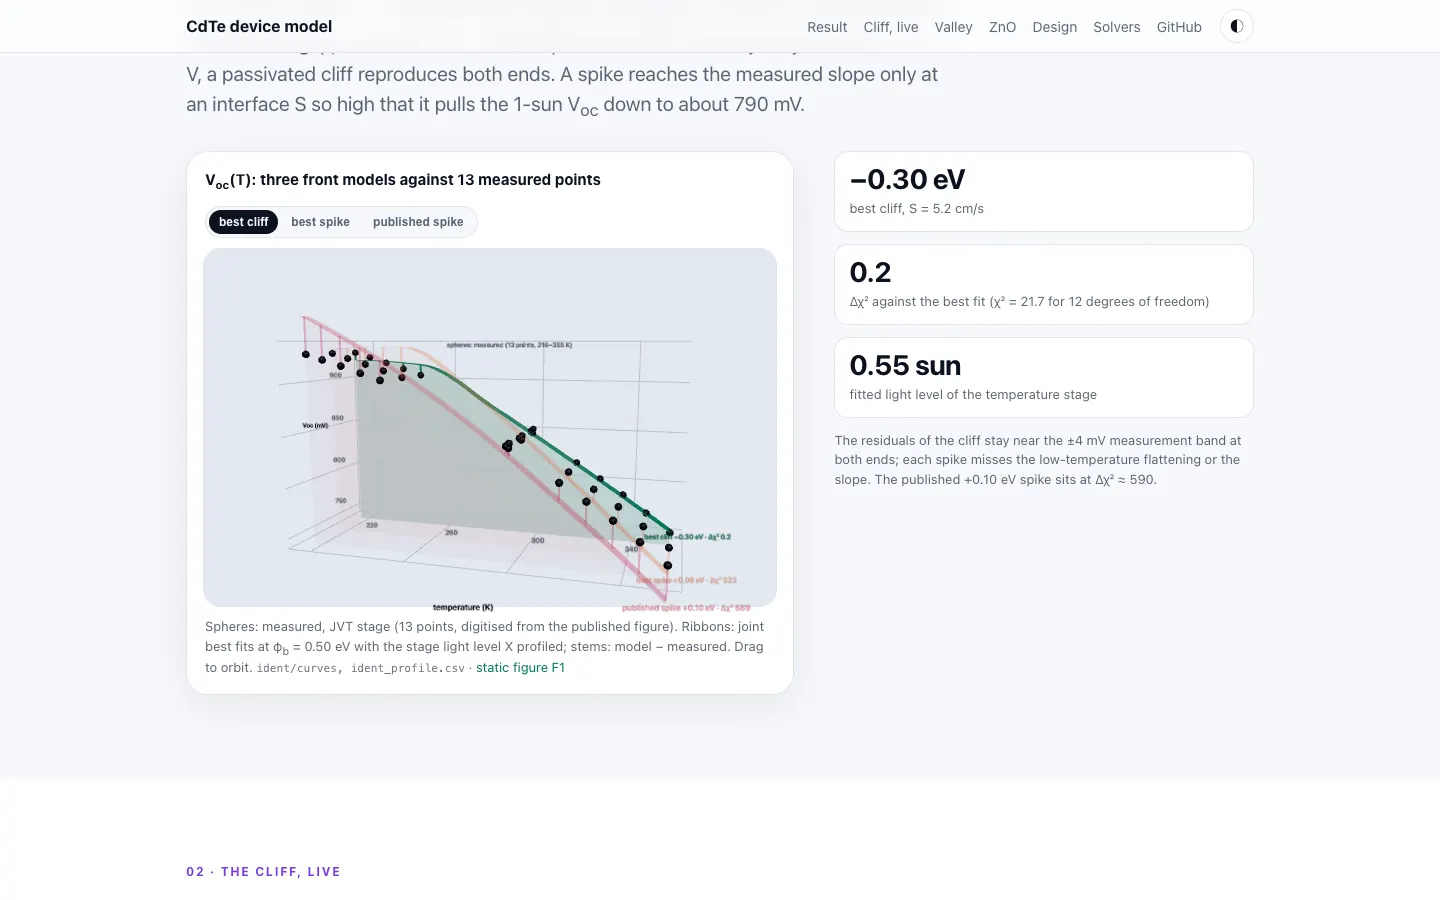 CdTe device model
Result
Cliff, live
Valley
ZnO
Design
Solvers
GitHub
V, a passivated cliff reproduces both ends. A spike reaches the measured slope only at
an interface S so high that it pulls the 1-sun Voc down to about 790 mV.
Voc(T): three front models against 13 measured points
best cliff
best spike
published spike
spheres: measured (13 points, 215–355 K)
900
850
Voc (mV)
800
750
220
260
300
340
best cliff −0.30 eV · Δχ² 0.2
best spike +0.08 eV · Δχ² 523
published spike +0.10 eV · Δχ² 589
temperature (K)
Spheres: measured, JVT stage (13 points, digitised from the published figure). Ribbons: joint
best fits at ϕb = 0.50 eV with the stage light level X profiled; stems: model − measured. Drag
to orbit. ident/curves, ident_profile.csv · static figure F1
−0.30 eV
best cliff, S = 5.2 cm/s
0.2
Δχ² against the best fit (χ² = 21.7 for 12 degrees of freedom)
0.55 sun
fitted light level of the temperature stage
The residuals of the cliff stay near the ±4 mV measurement band at
both ends; each spike misses the low-temperature flattening or the
slope. The published +0.10 eV spike sits at Δχ² ≈ 590.
02 · THE CLIFF, LIVE